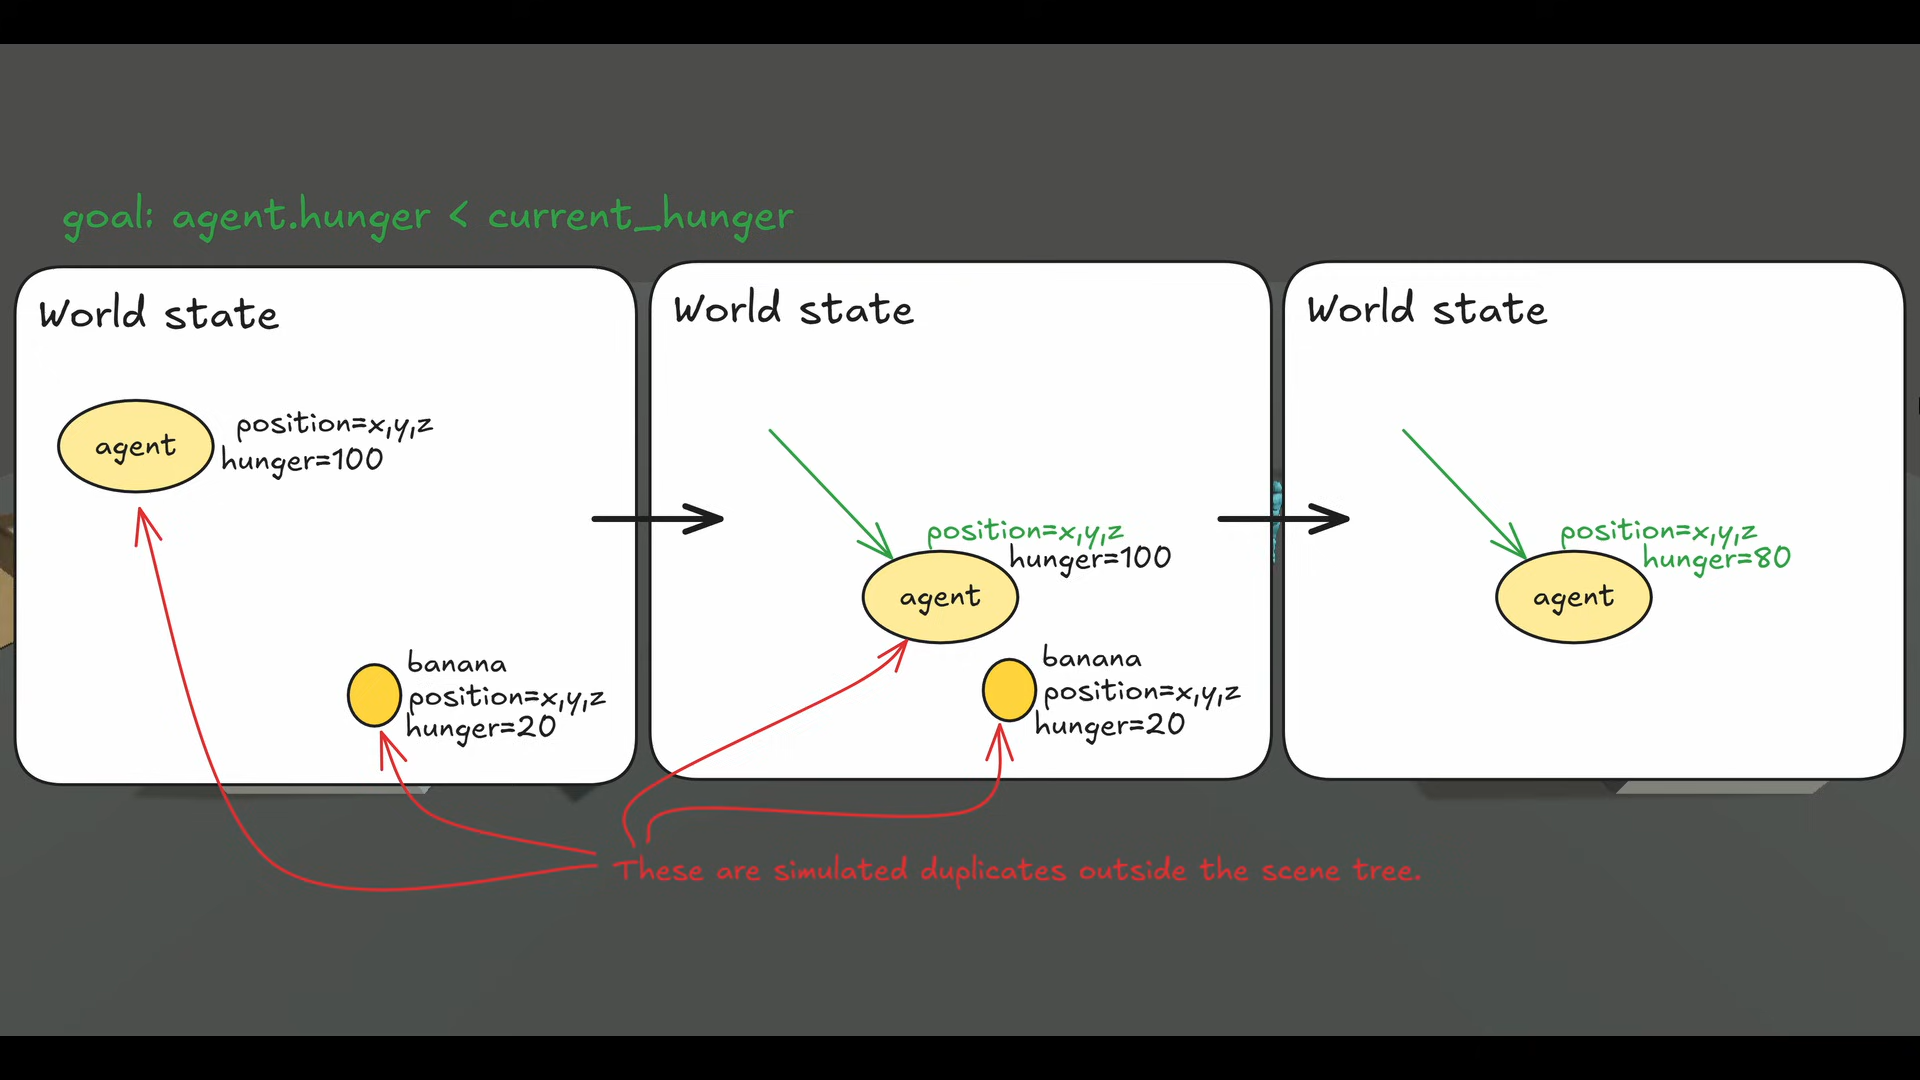 goal: agent.hunger < current_hunger
World state
agent
position=x,y,z
hunger=100
banana
position=x,y,z
hunger=20
World state
position=x,y,z
hunger=100
agent
banana
position=x,y,z
hunger=20
World state
position=x,y,z
hunger=80
agent
These are simulated duplicates outside the scene tree.